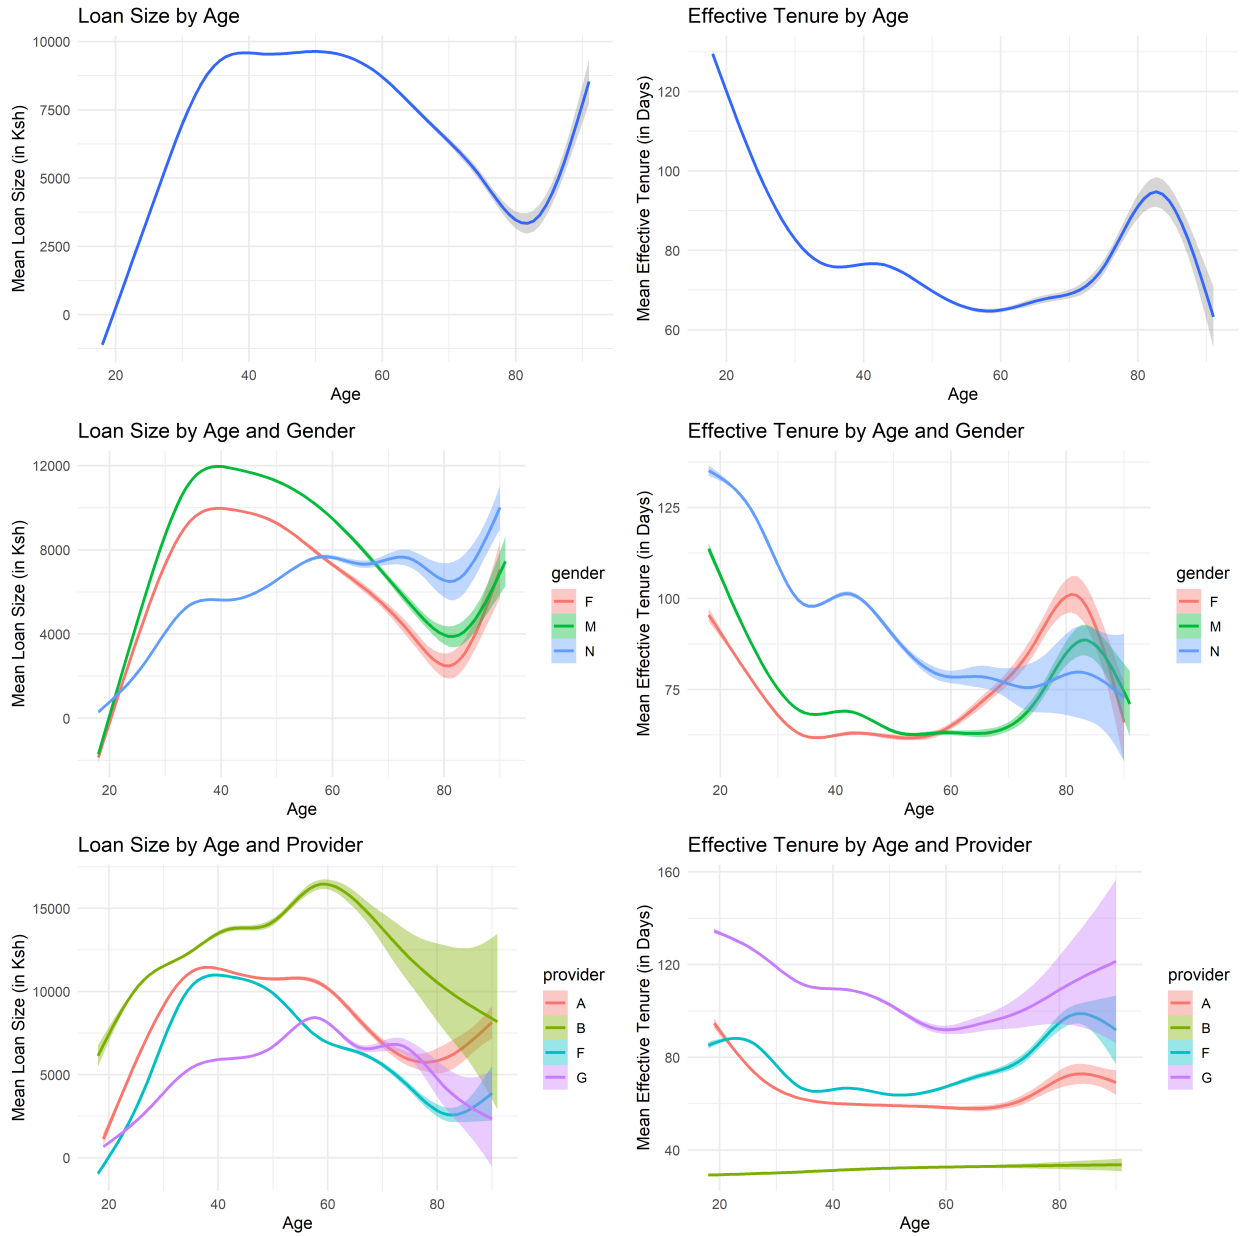 Loan Size by Age
Mean Loan Size (in Ksh)
10000
7500
5000
2500
0
20 40 60 80
Age
Effective Tenure by Age
Mean Effective Tenure (in Days)
120
100
80
60
20 40 60 80
Age
Loan Size by Age and Gender
Mean Loan Size (in Ksh)
12000
8000
4000
0
20 40 60 80
Age
gender
F
M
N
Effective Tenure by Age and Gender
Mean Effective Tenure (in Days)
125
100
75
20 40 60 80
Age
gender
F
M
N
Loan Size by Age and Provider
Mean Loan Size (in Ksh)
15000
10000
5000
0
20 40 60 80
Age
provider
A
B
F
G
Effective Tenure by Age and Provider
Mean Effective Tenure (in Days)
160
120
80
40
20 40 60 80
Age
provider
A
B
F
G